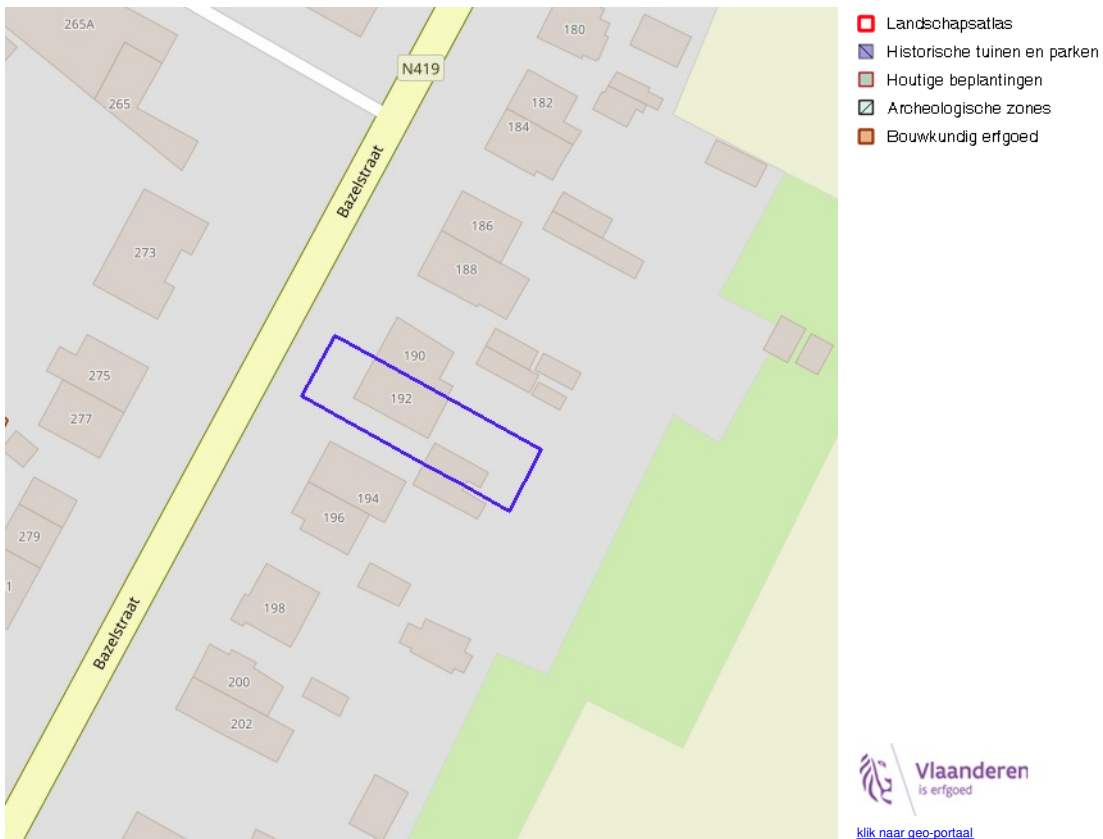 265A
180
Landschapsatlas
Historische tuinen en parken
Houtige beplantingen
Archeologische zones
Bouwkundig erfgoed
N419
265
182
184
Bazelstraat
186
273
188
190
275
192
277
194
196
279
1
198
Bazelstraat
200
202
Vlaanderen
is erfgoed
klik naar geo-portaal